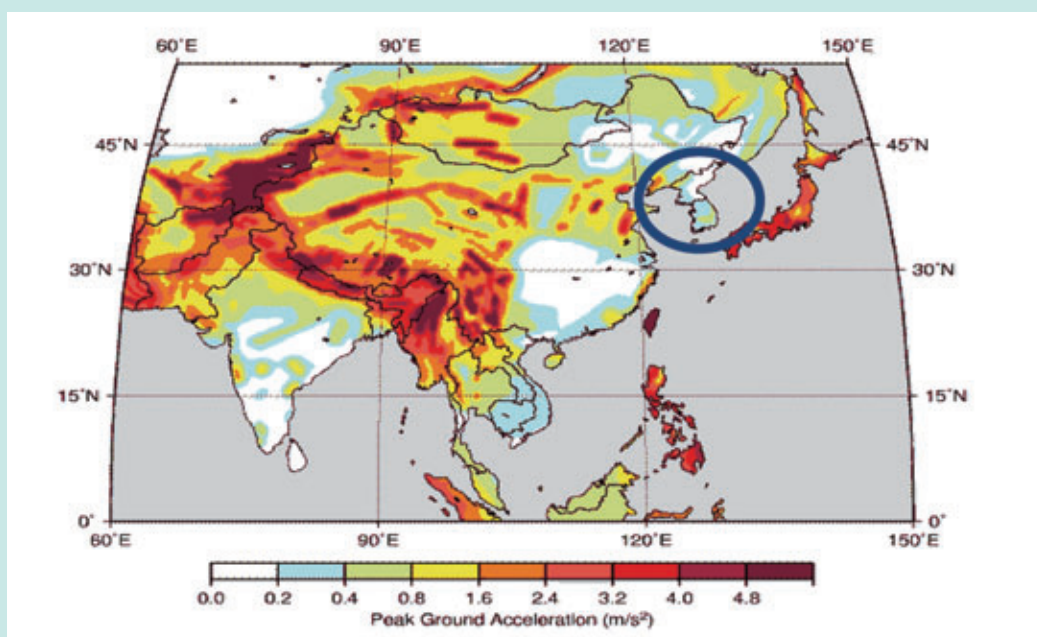 60˚E 90˚E 120˚E 150˚E
45˚N 45˚N
30˚N 30˚N
15˚N 15˚N
0˚ 0˚
60˚E 90˚E 120˚E 150˚E
0.0 0.2 0.4 0.8 1.6 2.4 3.2 4.0 4.8
Peak Ground Acceleration (m/s²)